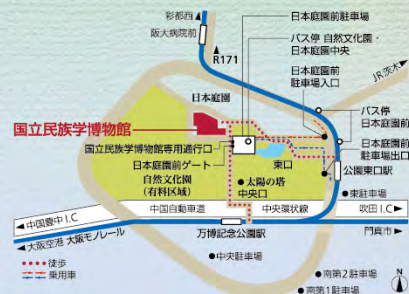 彩都西
阪大病院前
R171
日本庭園前駐車場
バス停 自然文化園・
日本庭園中央
日本庭園前
駐車場入口
JR茨木
日本庭園
国立民族学博物館
国立民族学博物館専用通行口
日本庭園前ゲート
自然文化園
(有料区域)
太陽の塔
中央口
東口
バス停
日本庭園前
日本庭園前
駐車場出口
公園東口駅
東駐車場
中国豊中I.C
中国自動車道
中央環状線
吹田I.C
大阪空港 大阪モノレール
万博記念公園駅
門真市
徒歩
乗用車
中央駐車場
南第2駐車場
南第1駐車場
N